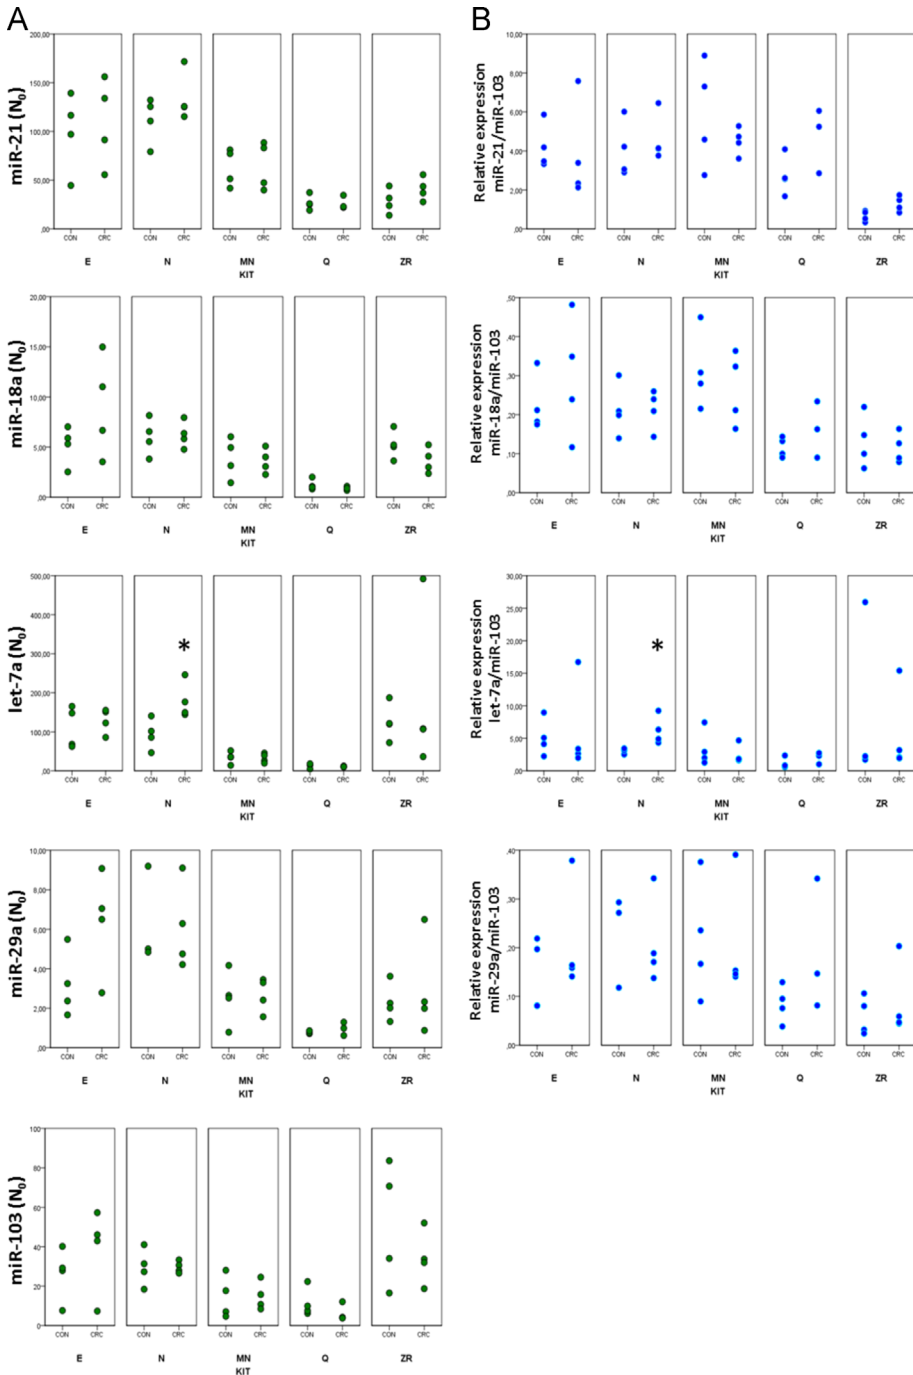 A
B
miR-21 (N0)
200,00
150,00
100,00
50,00
,00
CON CRC CON CRC CON CRC CON CRC CON CRC
E N MN Q ZR
KIT
Relative expression
miR-21/miR-103
10,00
8,00
6,00
4,00
2,00
,00
CON CRC CON CRC CON CRC CON CRC CON CRC
E N MN Q ZR
KIT
miR-18a (N0)
20,00
15,00
10,00
5,00
,00
CON CRC CON CRC CON CRC CON CRC CON CRC
E N MN Q ZR
KIT
Relative expression
miR-18a/miR-103
,50
,40
,30
,20
,10
,00
CON CRC CON CRC CON CRC CON CRC CON CRC
E N MN Q ZR
KIT
let-7a (N0)
500,00
400,00
300,00
200,00
100,00
,00
*
CON CRC CON CRC CON CRC CON CRC CON CRC
E N MN Q ZR
KIT
Relative expression
let-7a/miR-103
30,00
25,00
20,00
15,00
10,00
5,00
,00
*
CON CRC CON CRC CON CRC CON CRC CON CRC
E N MN Q ZR
KIT
miR-29a (N0)
10,00
8,00
6,00
4,00
2,00
,00
CON CRC CON CRC CON CRC CON CRC CON CRC
E N MN Q ZR
KIT
Relative expression
miR-29a/miR-103
,40
,30
,20
,10
,00
CON CRC CON CRC CON CRC CON CRC CON CRC
E N MN Q ZR
KIT
miR-103 (N0)
100
80
60
40
20
0
CON CRC CON CRC CON CRC CON CRC CON CRC
E N MN Q ZR
KIT